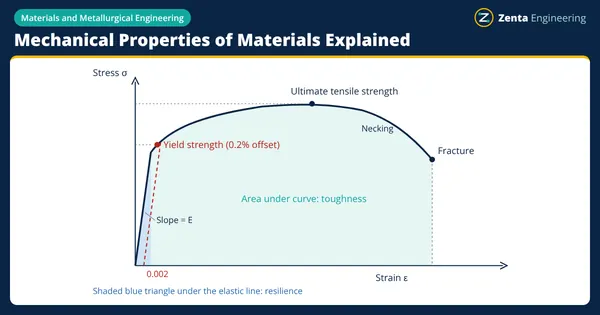 Materials and Metallurgical Engineering
Zenta Engineering
Mechanical Properties of Materials Explained
Stress σ
Ultimate tensile strength
Necking
Yield strength (0.2% offset)
Fracture
Area under curve: toughness
Slope = E
0.002
Strain ε
Shaded blue triangle under the elastic line: resilience